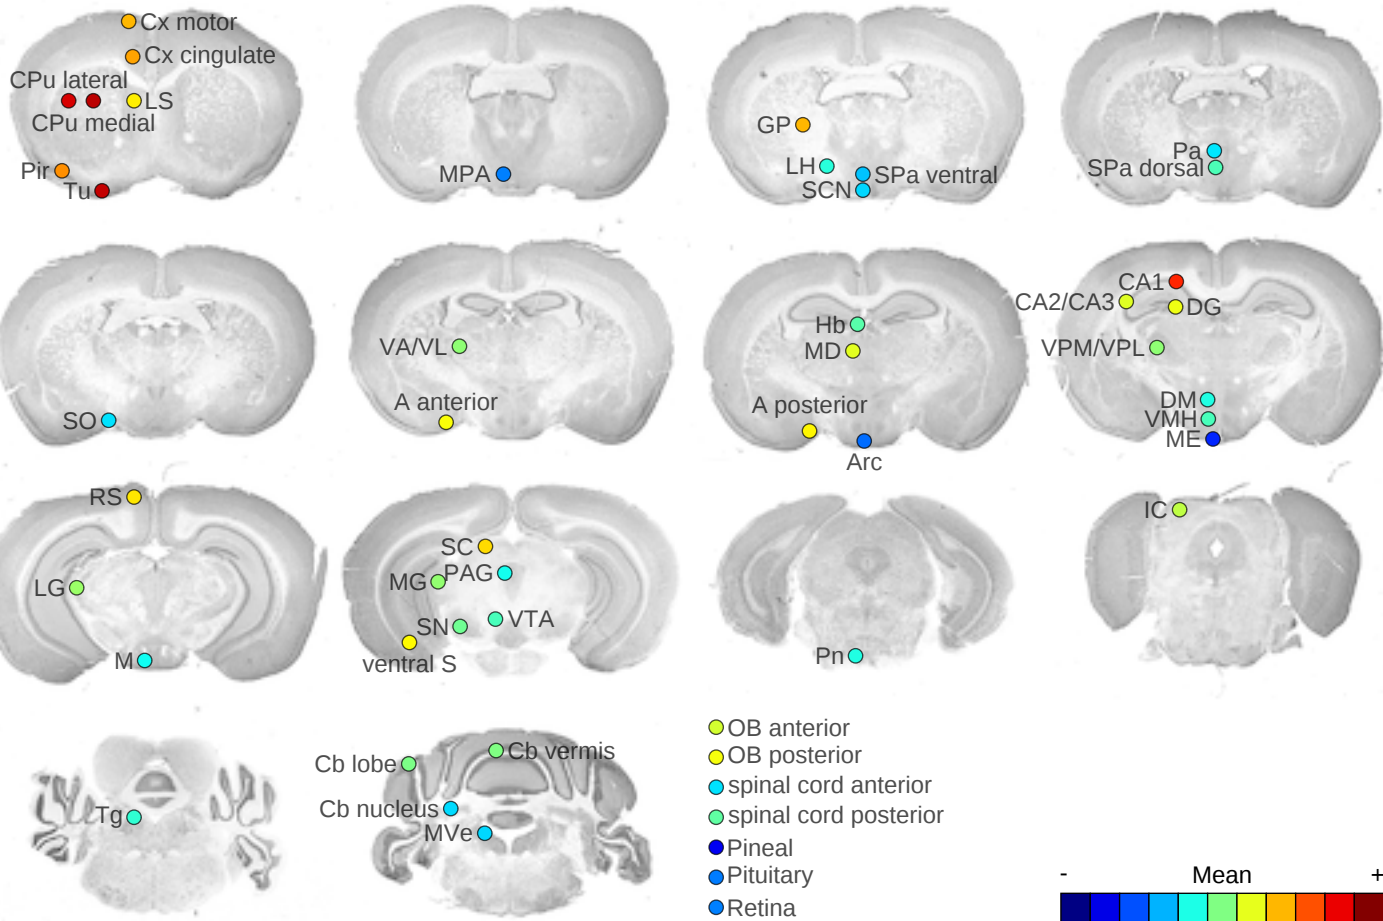 Cx motor
Cx cingulate
CPu lateral
LS
CPu medial
Pir
Tu
MPA
GP
LH
SPa ventral
SCN
Pa
SPa dorsal
SO
VA/VL
A anterior
Hb
MD
A posterior
Arc
CA1
CA2/CA3
DG
VPM/VPL
DM
VMH
ME
RS
LG
M
SC
PAG
MG
SN
VTA
ventral S
Pn
IC
Tg
Cb lobe
Cb vermis
Cb nucleus
MVe
OB anterior
OB posterior
spinal cord anterior
spinal cord posterior
Pineal
Pituitary
Retina
- Mean +